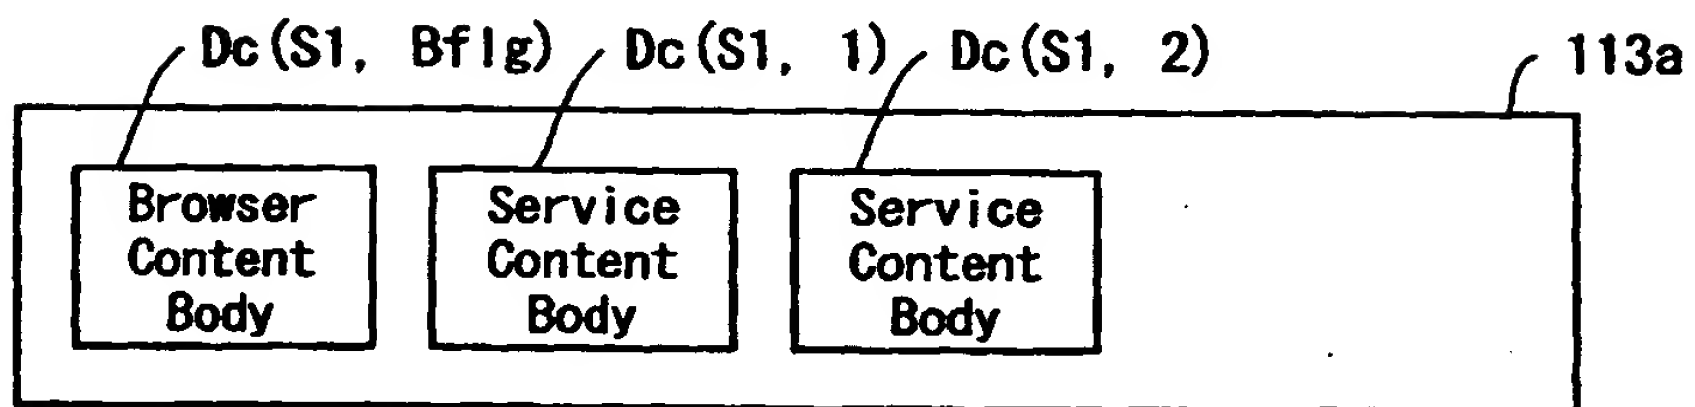 Dc(S1, Bflg) Dc(S1, 1) Dc(S1, 2) 113a
Browser
Content
Body
Service
Content
Body
Service
Content
Body